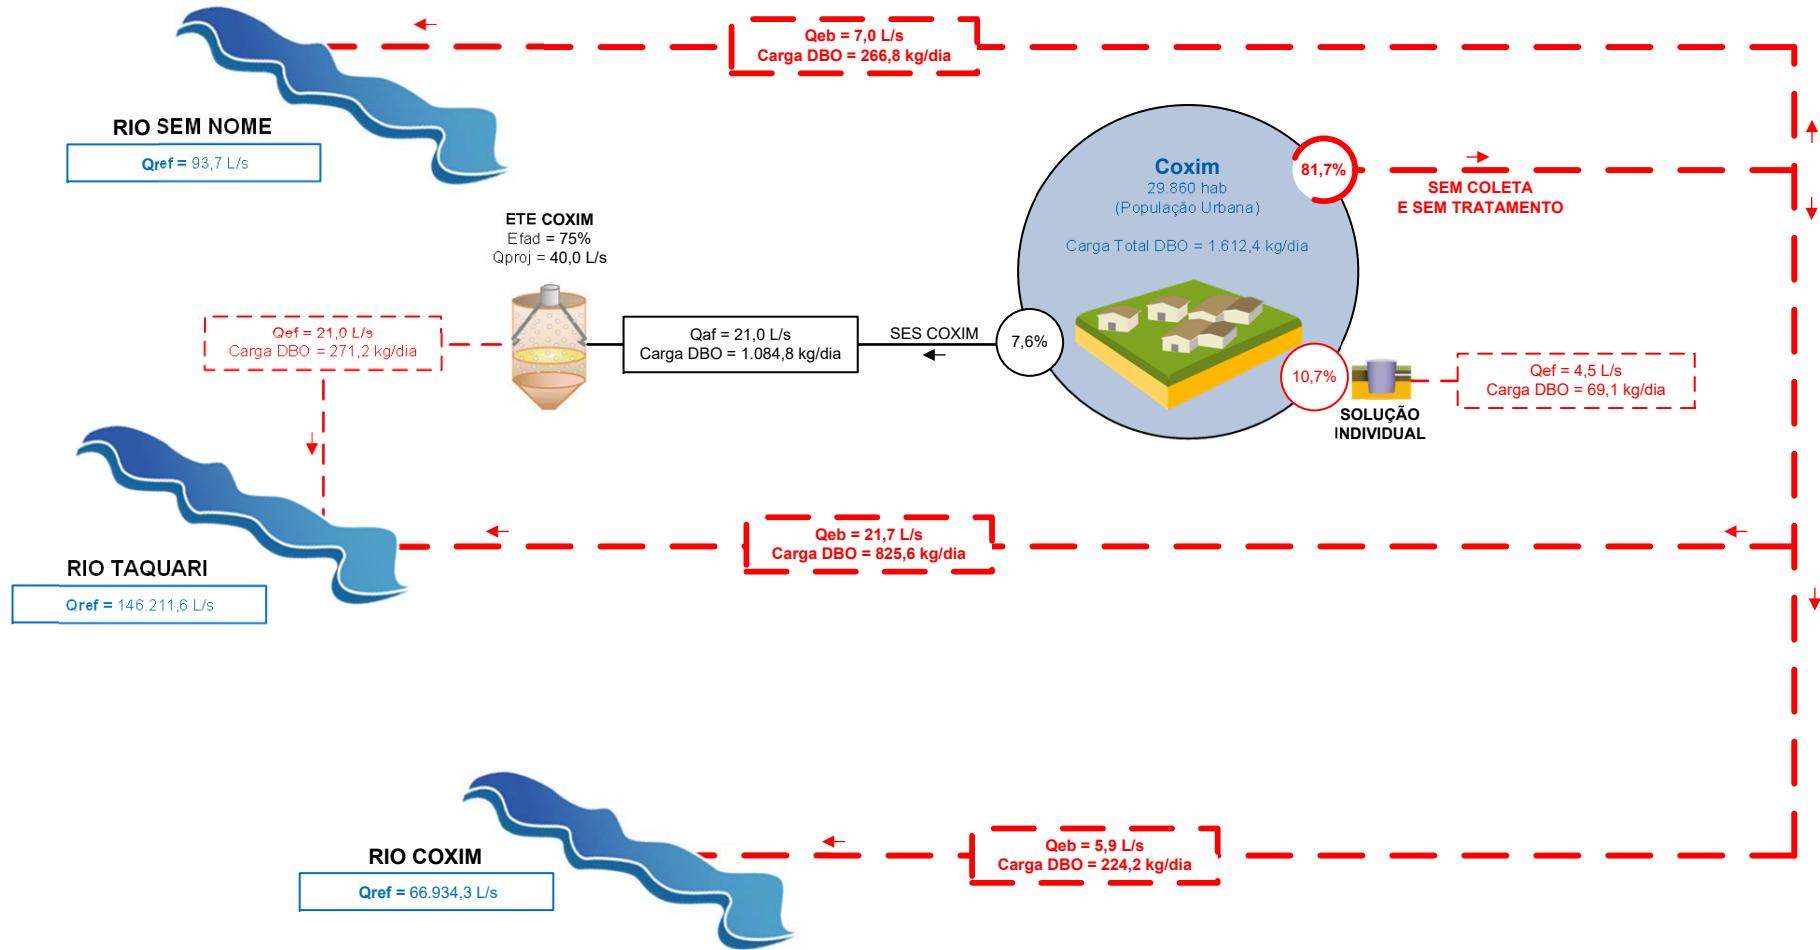 Qeb = 7,0 L/s
Carga DBO = 266,8 kg/dia
RIO SEM NOME
Qref = 93,7 L/s
Coxim
29.860 hab
(População Urbana)
Carga Total DBO = 1.612,4 kg/dia
81,7%
SEM COLETA
E SEM TRATAMENTO
ETE COXIM
Efad = 75%
Qproj = 40,0 L/s
Qef = 21,0 L/s
Carga DBO = 271,2 kg/dia
Qaf = 21,0 L/s
Carga DBO = 1.084,8 kg/dia
SES COXIM
7,6%
10,7%
SOLUÇÃO
INDIVIDUAL
Qef = 4,5 L/s
Carga DBO = 69,1 kg/dia
Qeb = 21,7 L/s
Carga DBO = 825,6 kg/dia
RIO TAQUARI
Qref = 146.211,6 L/s
RIO COXIM
Qref = 66.934,3 L/s
Qeb = 5,9 L/s
Carga DBO = 224,2 kg/dia